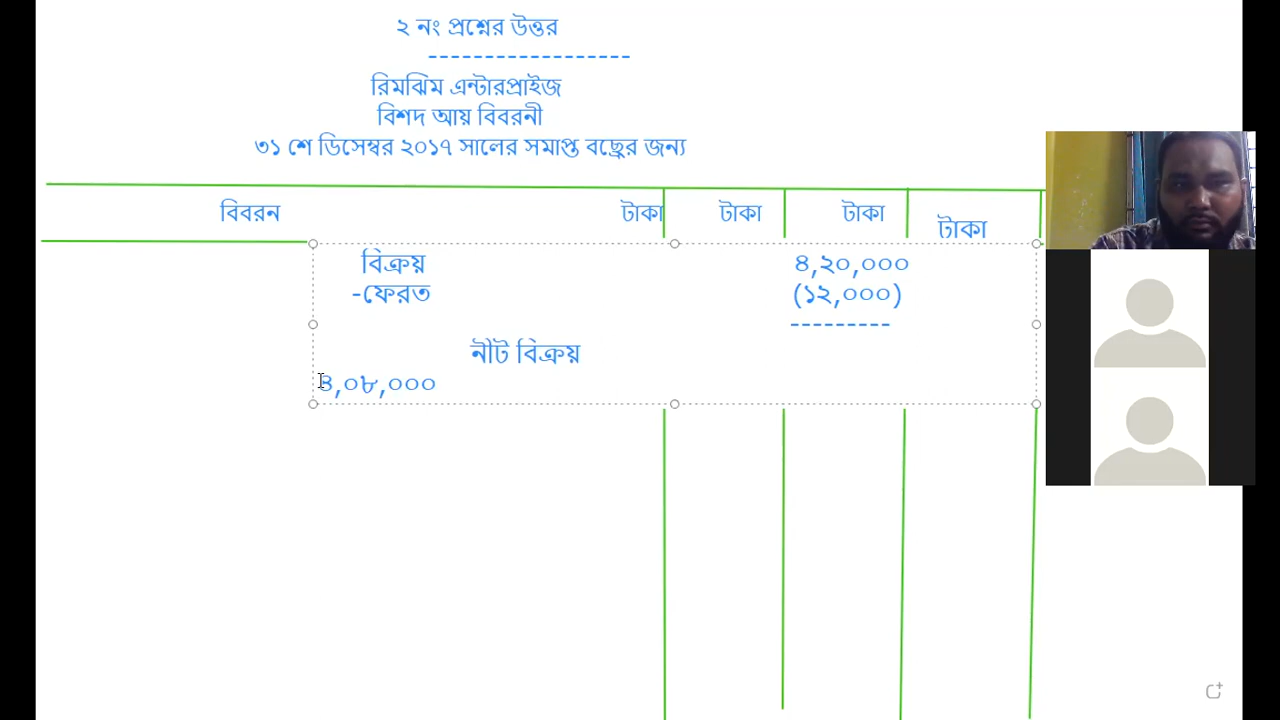 ২ নং প্রশ্নের উত্তর
------------------
রিমঝিম এন্টারপ্রাইজ
বিশদ আয় বিবরনী
৩১ শে ডিসেম্বর ২০১৭ সালের সমাপ্ত বছ্রের জন্য
বিবরন টাকা টাকা টাকা টাকা
বিক্রয় ৪,২০,০০০
-ফেরত (১২,০০০)
---------
নীট বিক্রয়
৪,০৮,০০০